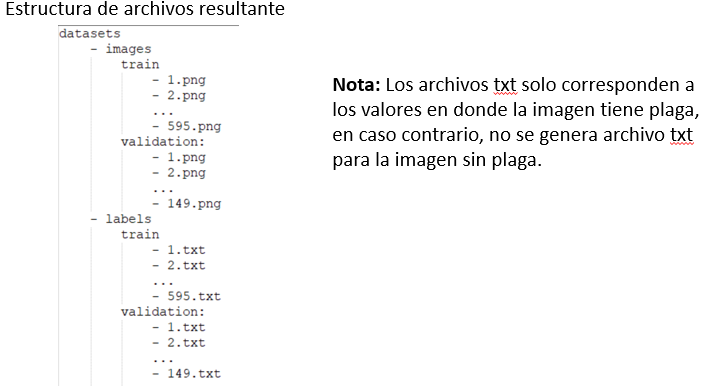 Estructura de archivos resultante
datasets
- images
train
- 1.png
- 2.png
...
- 595.png
validation:
- 1.png
- 2.png
...
- 149.png
- labels
train
- 1.txt
- 2.txt
...
- 595.txt
validation:
- 1.txt
- 2.txt
...
- 149.txt
Nota: Los archivos txt solo corresponden a
los valores en donde la imagen tiene plaga,
en caso contrario, no se genera archivo txt
para la imagen sin plaga.